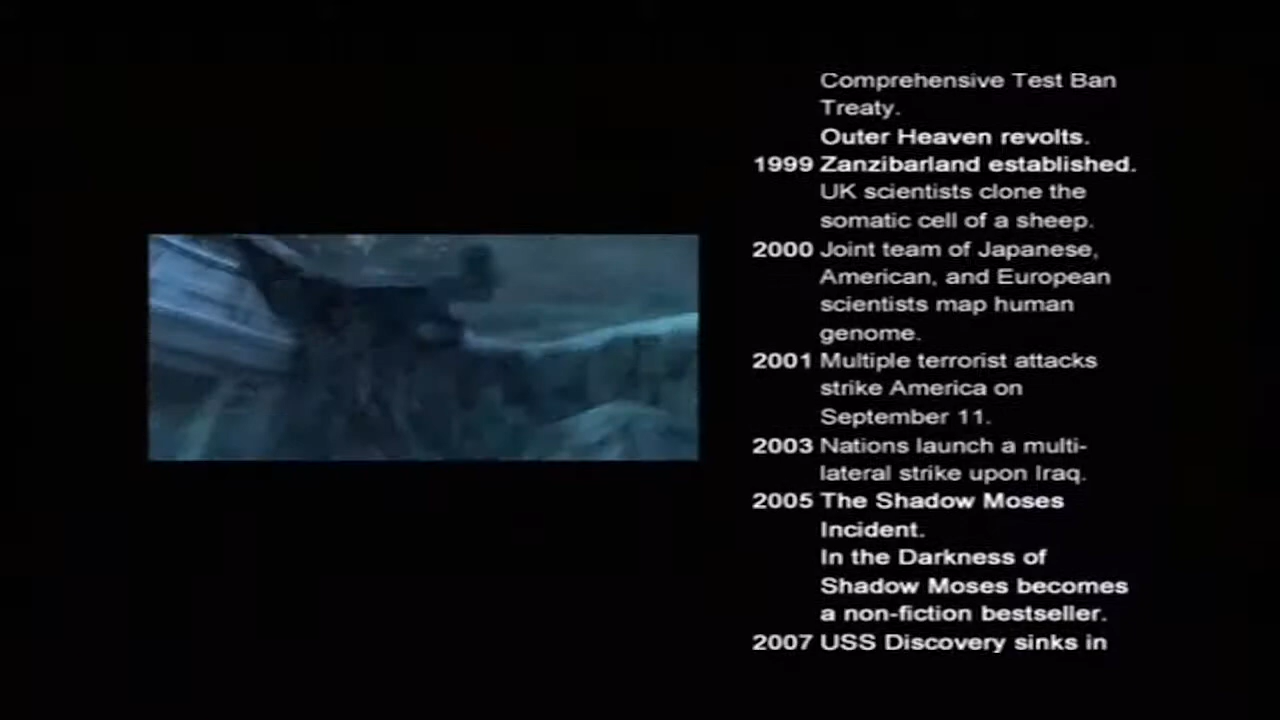 Comprehensive Test Ban
Treaty.
Outer Heaven revolts.
1999 Zanzibarland established.
UK scientists clone the
somatic cell of a sheep.
2000 Joint team of Japanese,
American, and European
scientists map human
genome.
2001 Multiple terrorist attacks
strike America on
September 11.
2003 Nations launch a multi-
lateral strike upon Iraq.
2005 The Shadow Moses
Incident.
In the Darkness of
Shadow Moses becomes
a non-fiction bestseller.
2007 USS Discovery sinks in